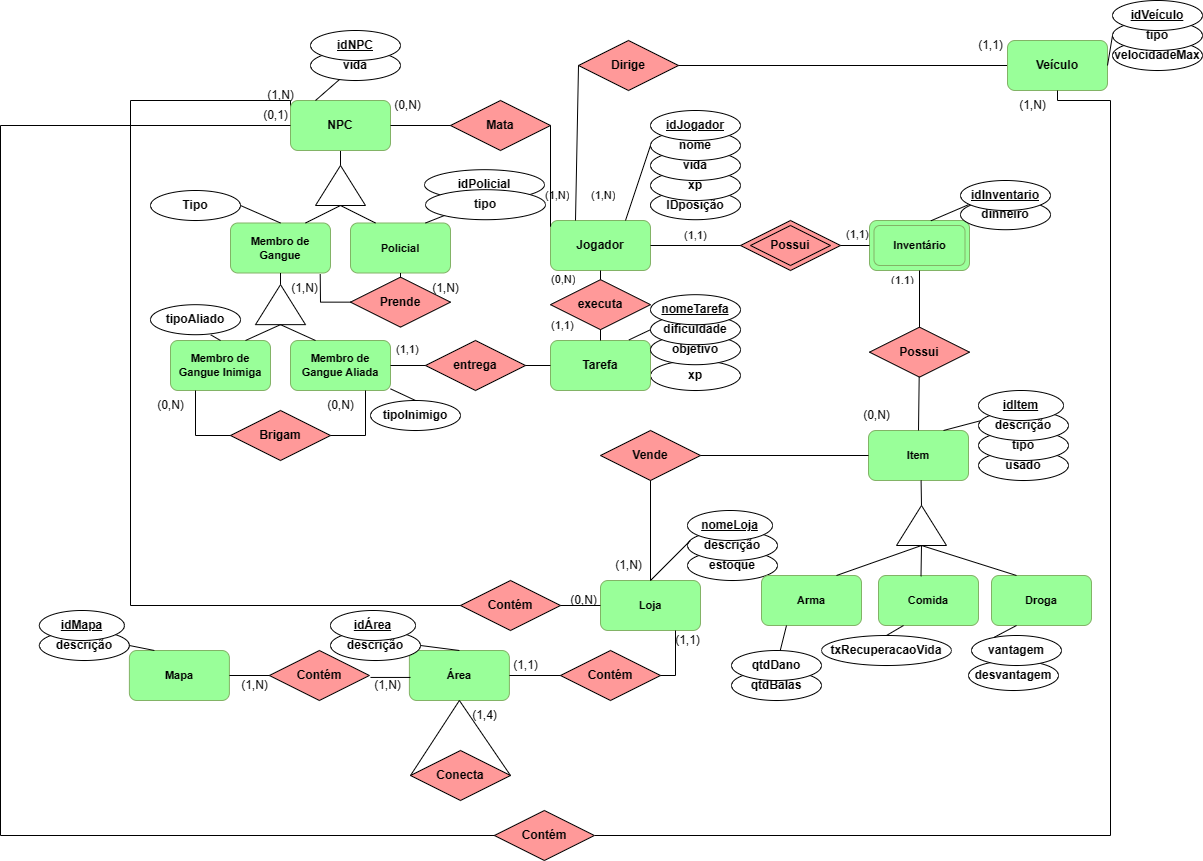 idVeículo
tipo
velocidadeMax
(1,1)
Veículo
(1,N)
Dirige
idNPC
vida
(1,N)
(0,1)
(0,N)
NPC
Mata
idJogador
nome
vida
xp
IDposição
(1,N)
(1,N)
idPolicial
tipo
Tipo
idInventario
dinheiro
Membro de
Gangue
Policial
Jogador
(1,1)
Possui
(1,1)
Inventário
(1,1)
(0,N)
(1,N)
(1,N)
Prende
executa
(1,1)
nomeTarefa
dificuldade
objetivo
xp
tipoAliado
Membro de
Gangue Inimiga
Membro de
Gangue Aliada
(1,1)
entrega
Tarefa
Possui
(0,N)
(0,N)
tipoInimigo
Brigam
(0,N)
idItem
descrição
tipo
usado
Vende
Item
nomeLoja
descrição
estoque
(1,N)
Contém
(0,N)
Loja
(1,1)
Arma
Comida
Droga
qtdDano
qtdBalas
txRecuperacaoVida
vantagem
desvantagem
idMapa
descrição
idÁrea
descrição
Mapa
(1,N)
Contém
(1,N)
Área
(1,1)
Contém
(1,4)
Conecta
Contém